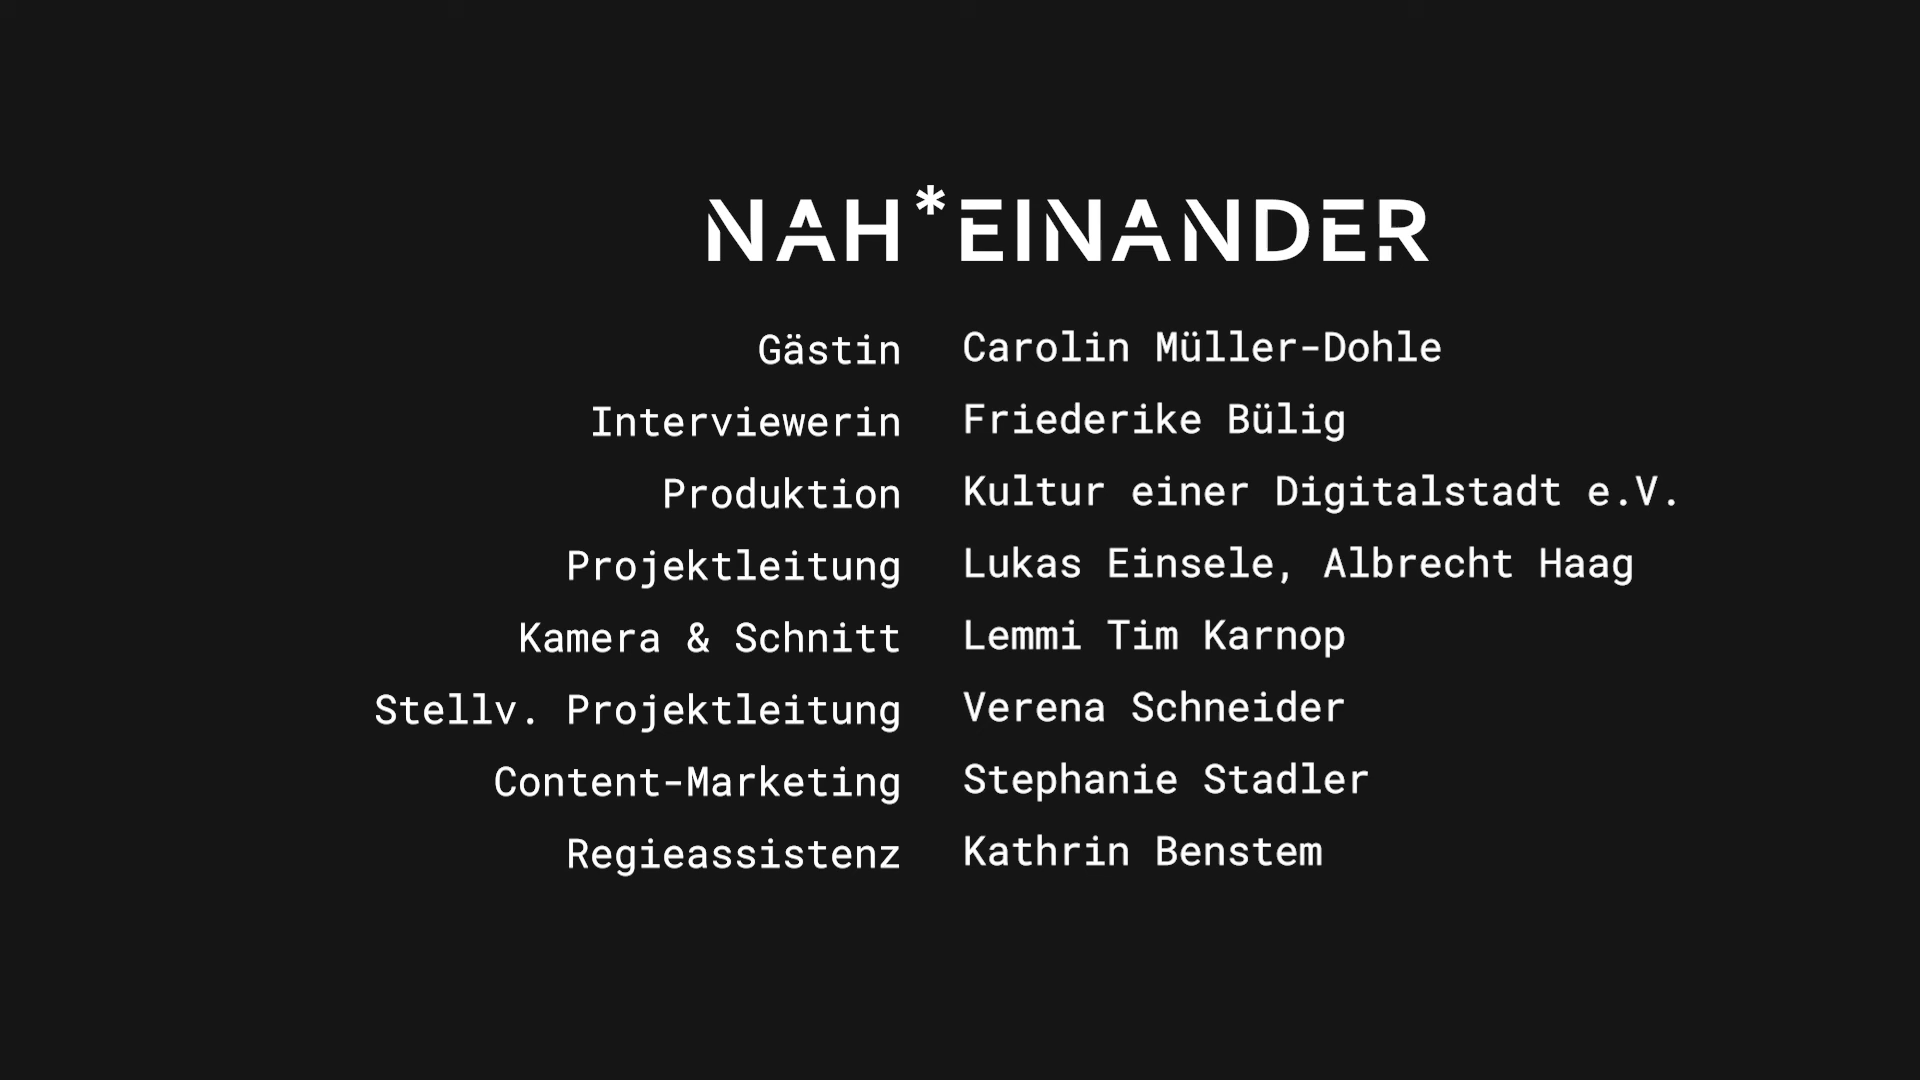 NAH*EINANDER
Gästin Carolin Müller-Dohle
Interviewerin Friederike Bülig
Produktion Kultur einer Digitalstadt e.V.
Projektleitung Lukas Einsele, Albrecht Haag
Kamera & Schnitt Lemmi Tim Karnop
Stellv. Projektleitung Verena Schneider
Content-Marketing Stephanie Stadler
Regieassistenz Kathrin Benstem